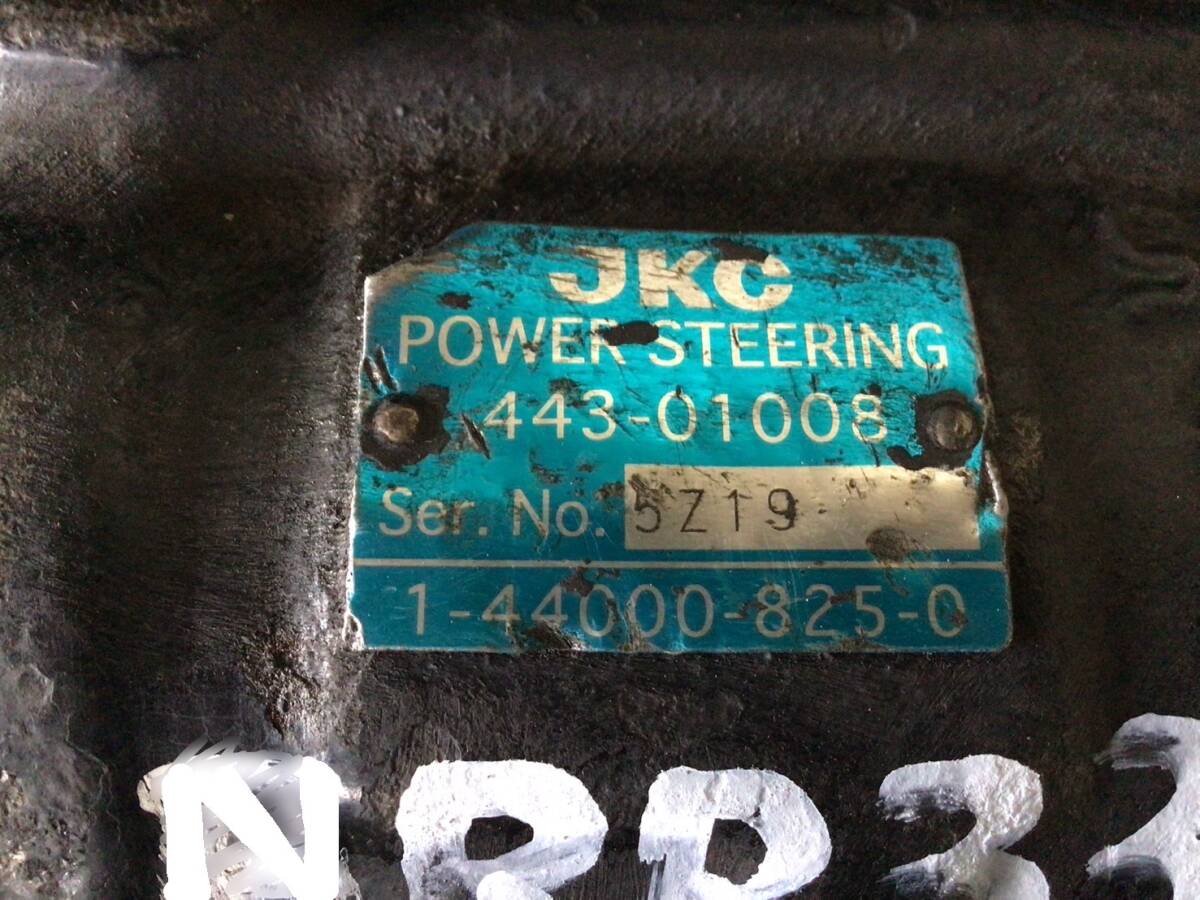 JKC
POWER STEERING
443-01008
Ser. No. 5Z19
1-44000-825-0